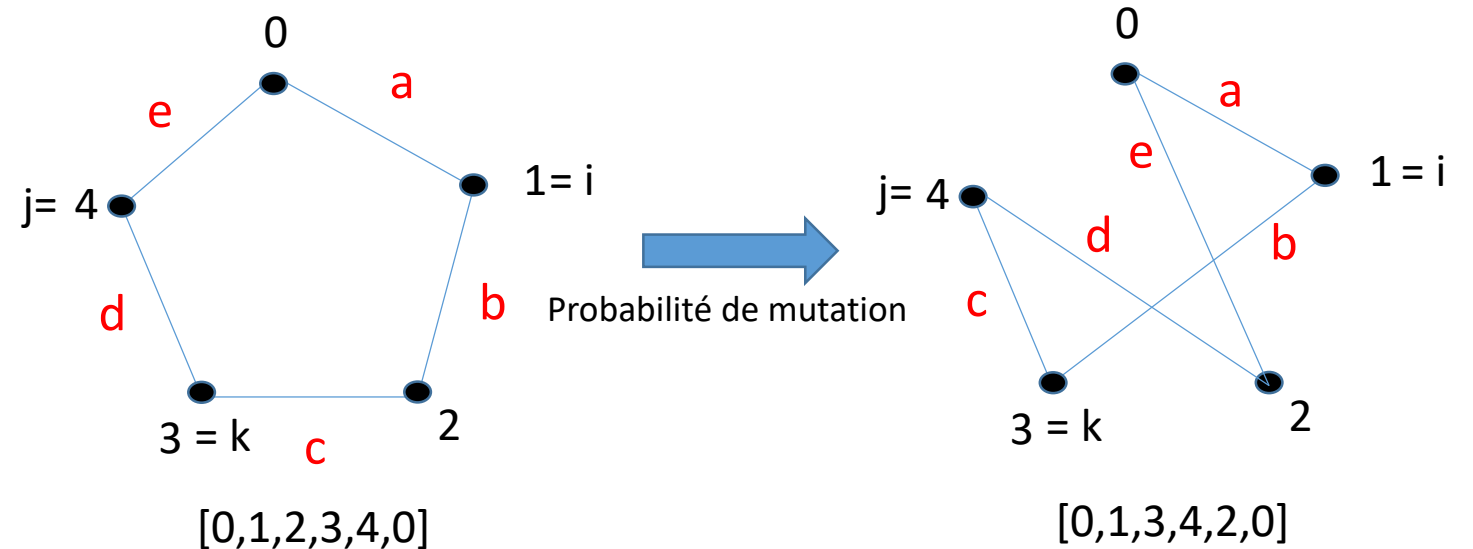 0
a
e
1= i
j= 4
b
d
3 = k
c
2
[0,1,2,3,4,0]
Probabilité de mutation
0
a
e
1 = i
j= 4
d
b
c
3 = k
2
[0,1,3,4,2,0]